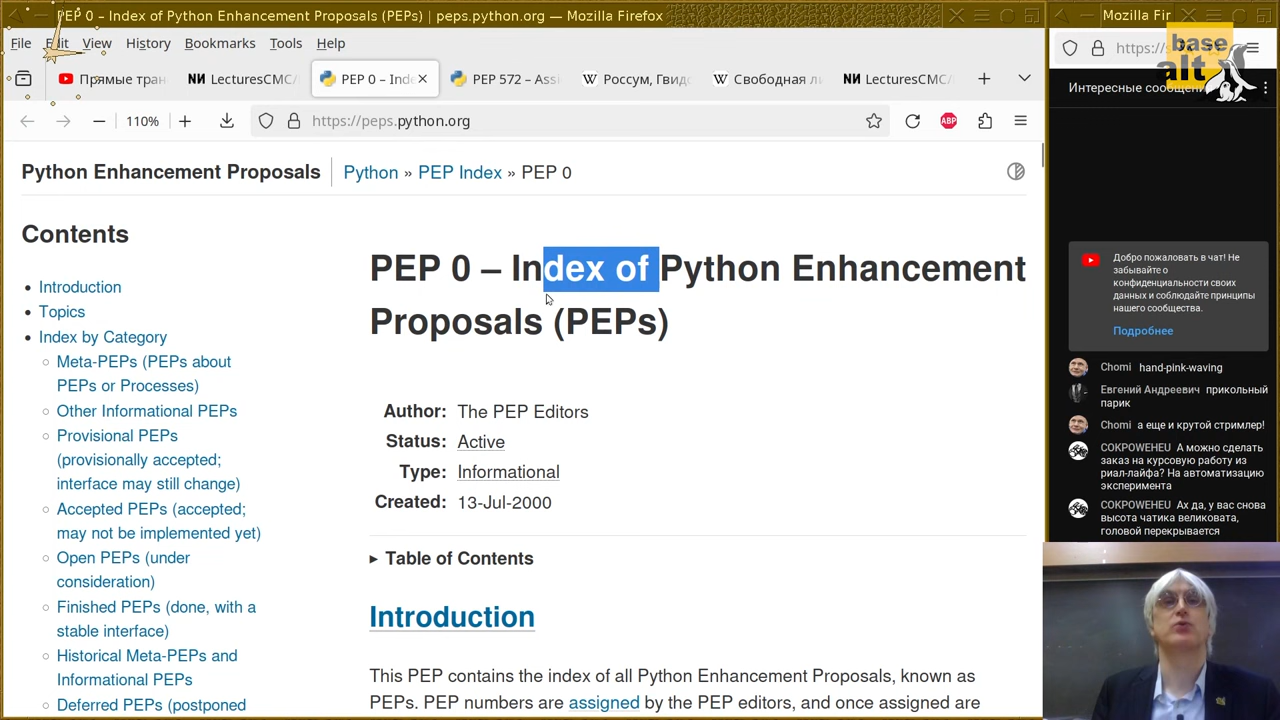 PEP 0 – Index of Python Enhancement Proposals (PEPs) | peps.python.org — Mozilla Firefox
File Edit View History Bookmarks Tools Help
Прямые тран
LecturesCMC/
PEP 0 – Inde
PEP 572 – Assi
Россум, Гвидо
Свободная ли
LecturesCMC/
110%
https://peps.python.org
ABP
Python Enhancement Proposals
Python » PEP Index » PEP 0
Contents
Introduction
Topics
Index by Category
Meta-PEPs (PEPs about
PEPs or Processes)
Other Informational PEPs
Provisional PEPs
(provisionally accepted;
interface may still change)
Accepted PEPs (accepted;
may not be implemented yet)
Open PEPs (under
consideration)
Finished PEPs (done, with a
stable interface)
Historical Meta-PEPs and
Informational PEPs
Deferred PEPs (postponed
PEP 0 – Index of Python Enhancement
Proposals (PEPs)
Author: The PEP Editors
Status: Active
Type: Informational
Created: 13-Jul-2000
Table of Contents
Introduction
This PEP contains the index of all Python Enhancement Proposals, known as
PEPs. PEP numbers are assigned by the PEP editors, and once assigned are
Mozilla Fir
https://s
base
alt
Интересные сообщени
Добро пожаловать в чат! Не
забывайте о
конфиденциальности своих
данных и соблюдайте принципы
нашего сообщества.
Подробнее
Chomi hand-pink-waving
Евгений Андреевич прикольный
парик
Chomi а еще и крутой стример!
COKPOWEHEU А можно сделать
заказ на курсовую работу из
риал-лайфа? На автоматизацию
эксперимента
COKPOWEHEU Ах да, у вас снова
высота чатика великовата,
головой перекрывается